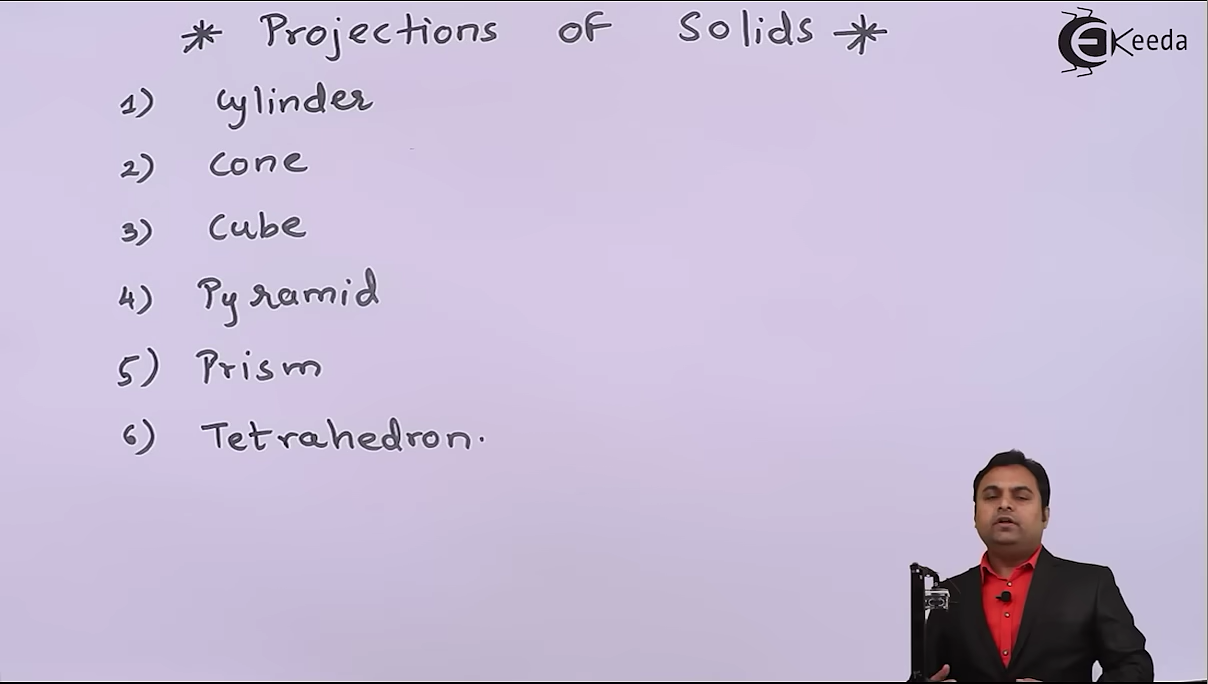 * Projections of Solids *
EKeeda
1) Cylinder
2) Cone
3) Cube
4) Pyramid
5) Prism
6) Tetrahedron.